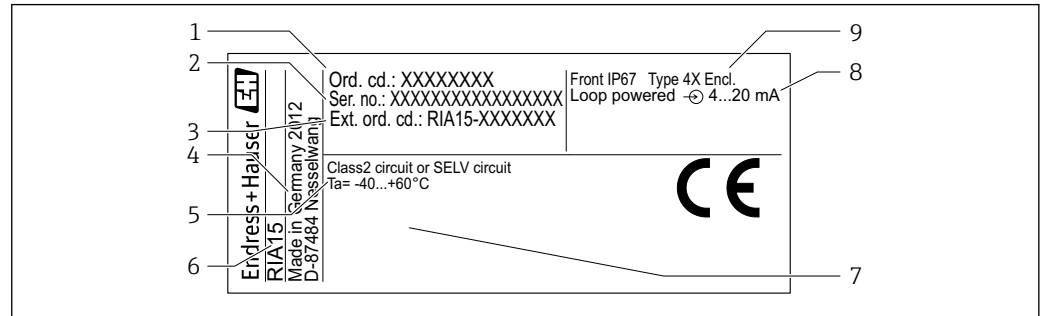 1
2
3
4
5
6
7
8
9
Ord. cd.: XXXXXXXX
Ser. no.: XXXXXXXXXXXXXXXXX
Ext. ord. cd.: RIA15-XXXXXXX
Front IP67 Type 4X Encl.
Loop powered 4...20 mA
Class2 circuit or SELV circuit
Ta= -40...+60°C
CE
Endress+Hauser EH
RIA15
Made in Germany 2012
D-87484 Nesselwang